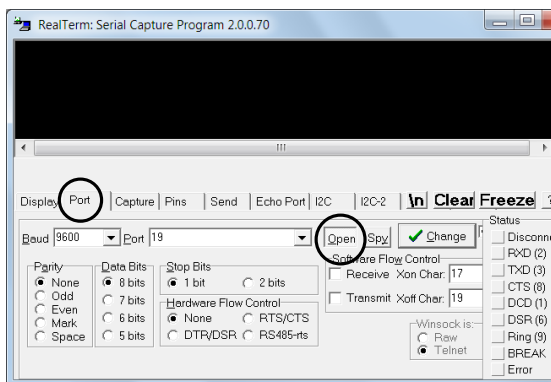 RealTerm: Serial Capture Program 2.0.0.70
Display Port Capture Pins Send Echo Port I2C I2C-2 \n Clear Freeze ?
Baud 9600 Port 19 Open Spy Change
Parity
None
Odd
Even
Mark
Space
Data Bits
8 bits
7 bits
6 bits
5 bits
Stop Bits
1 bit 2 bits
Hardware Flow Control
None RTS/CTS
DTR/DSR RS485-rts
Software Flow Control
Receive Xon Char: 17
Transmit Xoff Char: 19
Winsock is:
Raw
Telnet
Status
Disconne
RXD (2)
TXD (3)
CTS (8)
DCD (1)
DSR (6)
Ring (9)
BREAK
Error